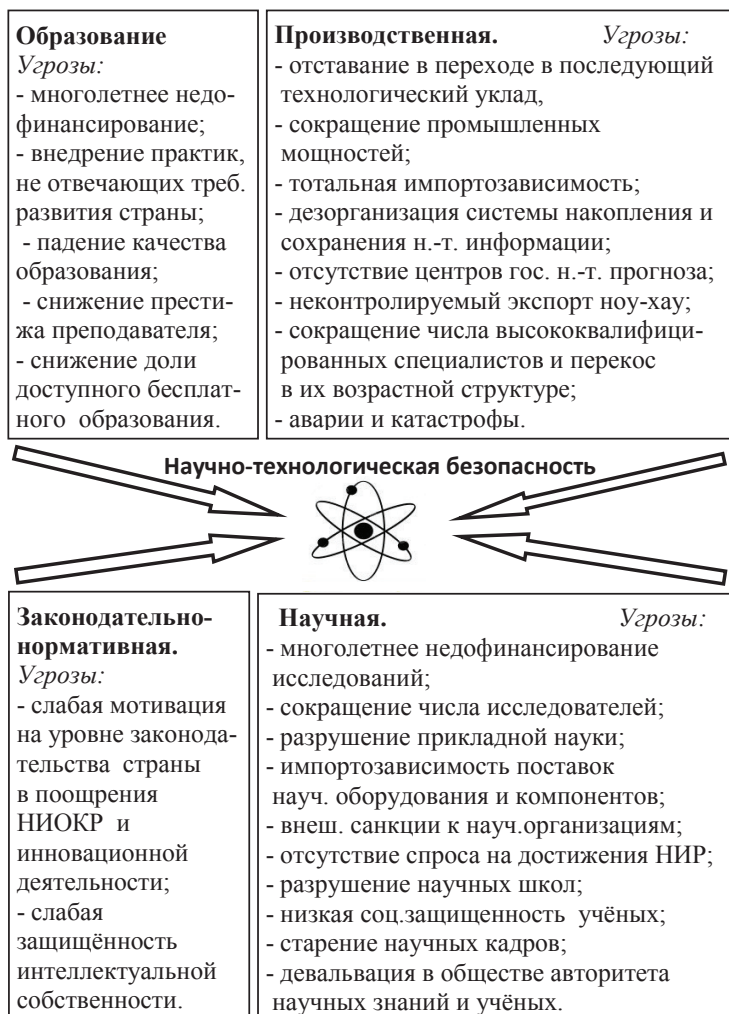 Образование
Угрозы:
- многолетнее недо-
финансирование;
- внедрение практик,
не отвечающих треб.
развития страны;
- падение качества
образования;
- снижение прести-
жа преподавателя;
- снижение доли
доступного бесплат-
ного образования.
Производственная. Угрозы:
- отставание в переходе в последующий
технологический уклад,
- сокращение промышленных
мощностей;
- тотальная импортозависимость;
- дезорганизация системы накопления и
сохранения н.-т. информации;
- отсутствие центров гос. н.-т. прогноза;
- неконтролируемый экспорт ноу-хау;
- сокращение числа высококвалифици-
рованных специалистов и перекос
в их возрастной структуре;
- аварии и катастрофы.
Научно-технологическая безопасность
Законодательно-
нормативная.
Угрозы:
- слабая мотивация
на уровне законода-
тельства страны
в поощрения
НИОКР и
инновационной
деятельности;
- слабая
защищённость
интеллектуальной
собственности.
Научная. Угрозы:
- многолетнее недофинансирование
исследований;
- сокращение числа исследователей;
- разрушение прикладной науки;
- импортозависимость поставок
науч. оборудования и компонентов;
- внеш. санкции к науч.организациям;
- отсутствие спроса на достижения НИР;
- разрушение научных школ;
- низкая соц.защищенность учёных;
- старение научных кадров;
- девальвация в обществе авторитета
научных знаний и учёных.